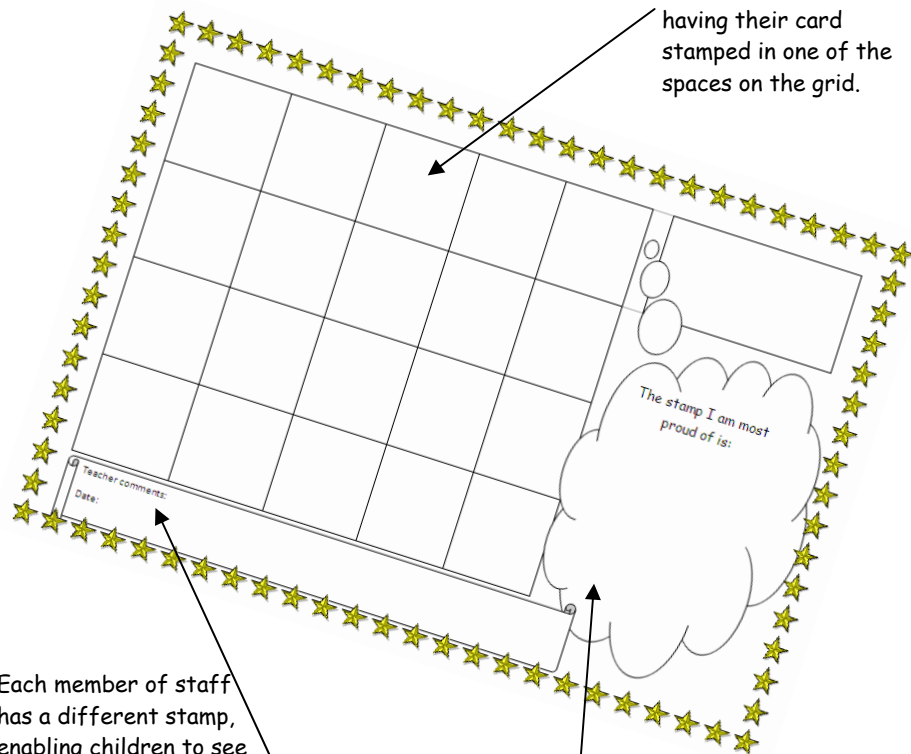 having their card
stamped in one of the
spaces on the grid.
The stamp I am most
proud of is:
Teacher comments:
Date:
Each member of staff
has a different stamp,
enabling children to see